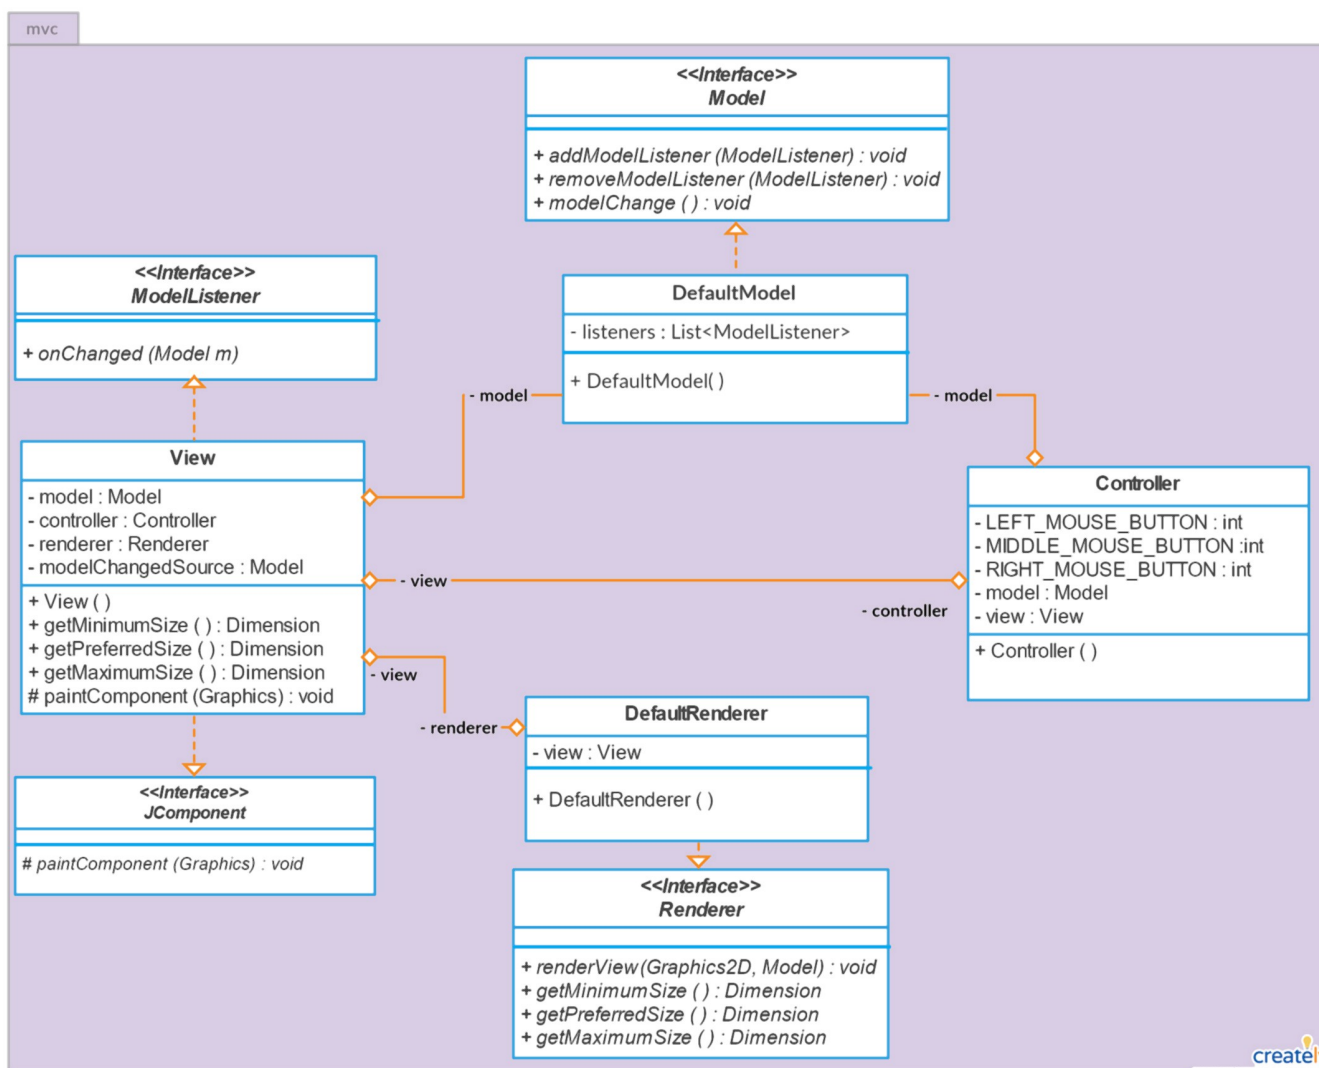 mvc
<<Interface>>
Model
+ addModelListener (ModelListener) : void
+ removeModelListener (ModelListener) : void
+ modelChange ( ) : void
<<Interface>>
ModelListener
+ onChanged (Model m)
DefaultModel
- listeners : List<ModelListener>
+ DefaultModel( )
- model
- model
View
- model : Model
- controller : Controller
- renderer : Renderer
- modelChangedSource : Model
+ View ( )
+ getMinimumSize ( ) : Dimension
+ getPreferredSize ( ) : Dimension
+ getMaximumSize ( ) : Dimension
# paintComponent (Graphics) : void
Controller
- LEFT_MOUSE_BUTTON : int
- MIDDLE_MOUSE_BUTTON :int
- RIGHT_MOUSE_BUTTON : int
- model : Model
- view : View
+ Controller ( )
- view
- controller
- view
- renderer
DefaultRenderer
- view : View
+ DefaultRenderer ( )
<<Interface>>
JComponent
# paintComponent (Graphics) : void
<<Interface>>
Renderer
+ renderView(Graphics2D, Model) : void
+ getMinimumSize ( ) : Dimension
+ getPreferredSize ( ) : Dimension
+ getMaximumSize ( ) : Dimension
createl